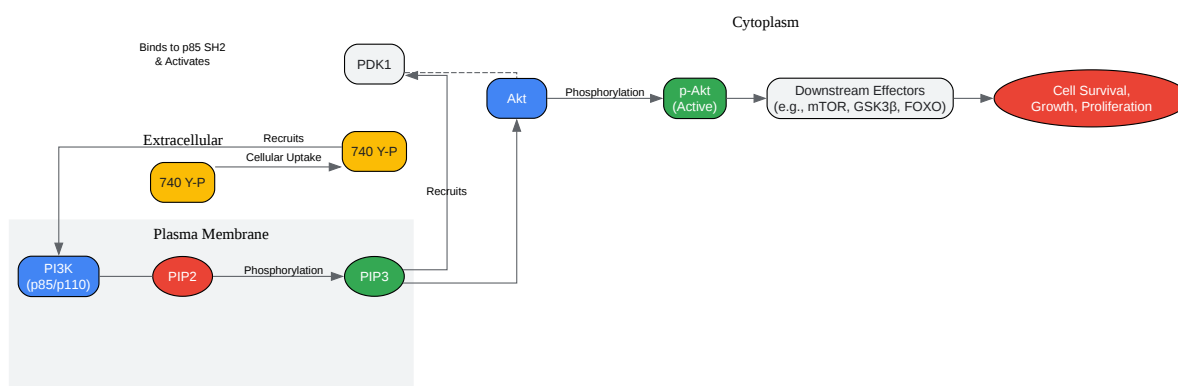 Cytoplasm
Binds to p85 SH2
& Activates
PDK1
Akt
Phosphorylation
p-Akt
(Active)
Downstream Effectors
(e.g., mTOR, GSK3β, FOXO)
Cell Survival,
Growth, Proliferation
Extracellular
Recruits
740 Y-P
Cellular Uptake
740 Y-P
Recruits
Plasma Membrane
PI3K
(p85/p110)
PIP2
Phosphorylation
PIP3